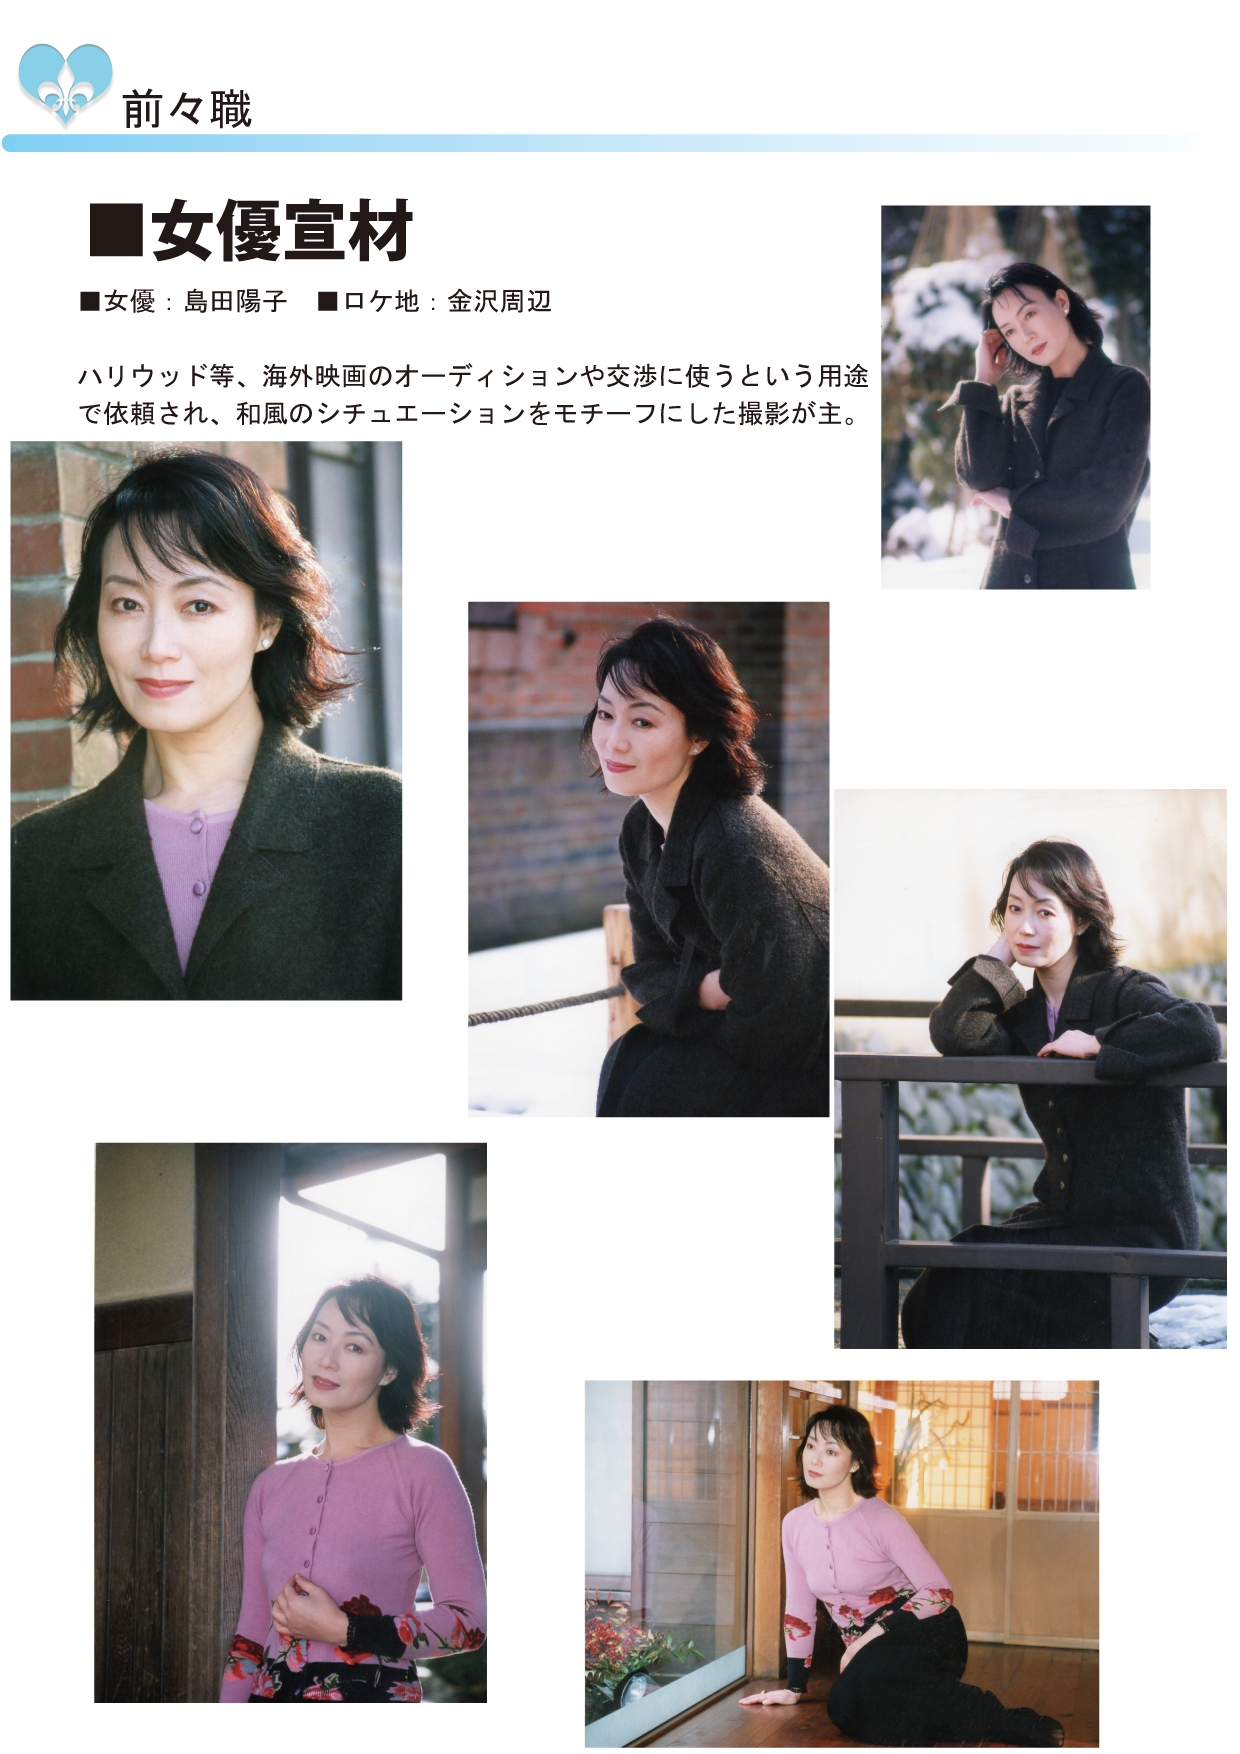 前々職
■女優宣材
■女優：島田陽子　■ロケ地：金沢周辺
ハリウッド等、海外映画のオーディションや交渉に使うという用途
で依頼され、和風のシチュエーションをモチーフにした撮影が主。